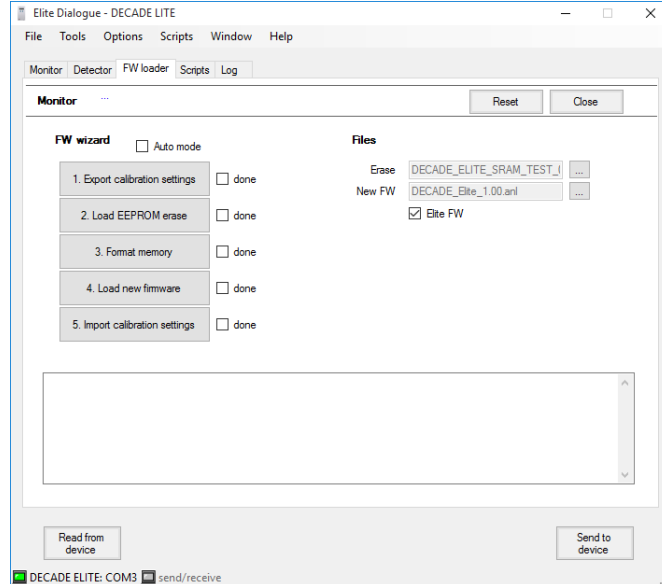 Elite Dialogue - DECADE LITE
File Tools Options Scripts Window Help
Monitor Detector FW loader Scripts Log
Monitor ...
Reset Close
FW wizard Auto mode
Files
1. Export calibration settings done
2. Load EEPROM erase done
3. Format memory done
4. Load new firmware done
5. Import calibration settings done
Erase DECADE_ELITE_SRAM_TEST_ ...
New FW DECADE_Elite_1.00.anl ...
Elite FW
Read from
device
Send to
device
DECADE ELITE: COM3 send/receive